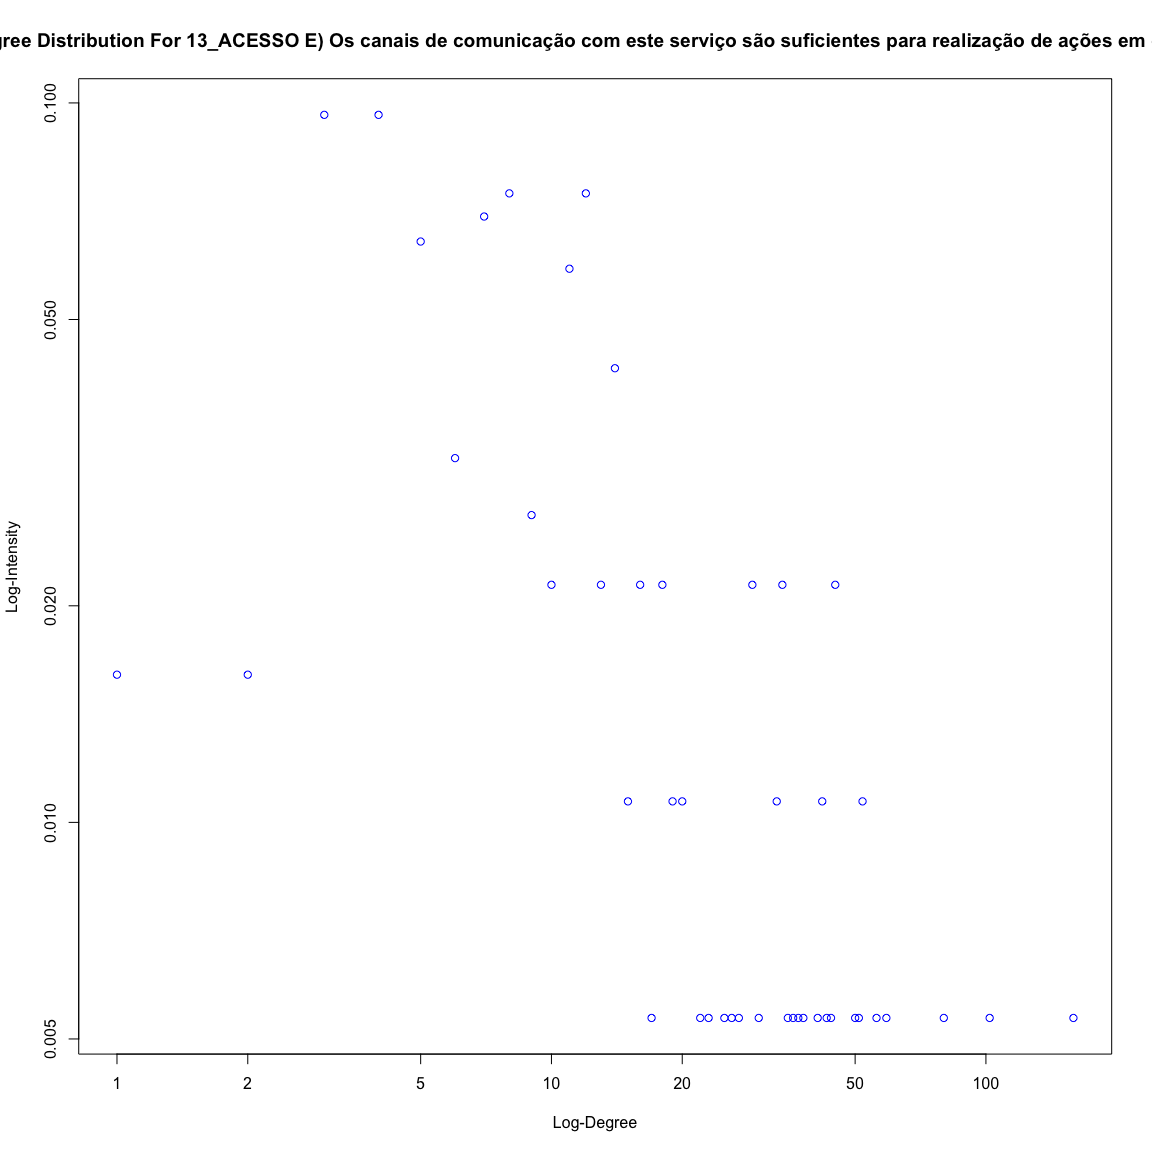 gree Distribution For 13_ACESSO E) Os canais de comunicação com este serviço são suficientes para realização de ações em
0.100
0.050
0.020
0.010
0.005
Log-Intensity
1 2 5 10 20 50 100
Log-Degree